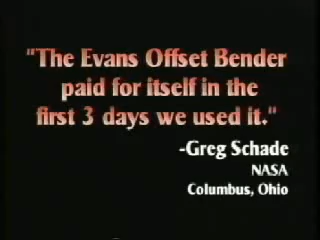 "The Evans Offset Bender
paid for itself in the
first 3 days we used it."
-Greg Schade
NASA
Columbus, Ohio